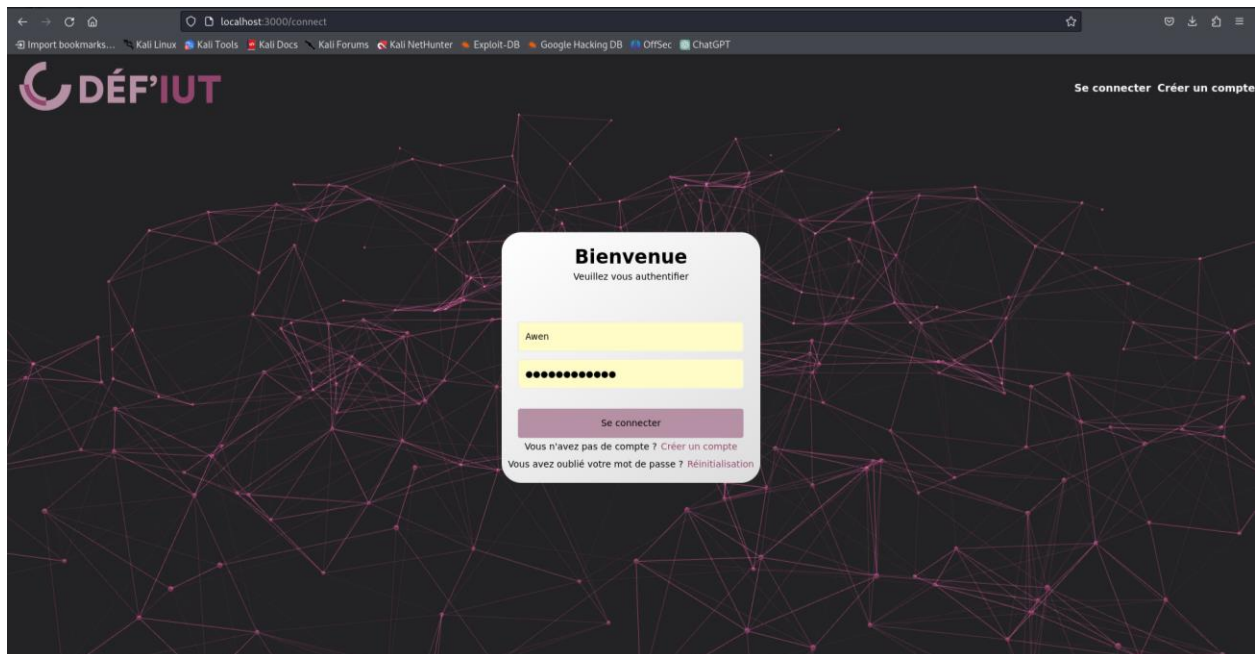 localhost:3000/connect
Import bookmarks... Kali Linux Kali Tools Kali Docs Kali Forums Kali NetHunter Exploit-DB Google Hacking DB OffSec ChatGPT
DÉF'IUT
Se connecter Créer un compte
Bienvenue
Veuillez vous authentifier
Awen
●●●●●●●●●●●●
Se connecter
Vous n'avez pas de compte ? Créer un compte
Vous avez oublié votre mot de passe ? Réinitialisation